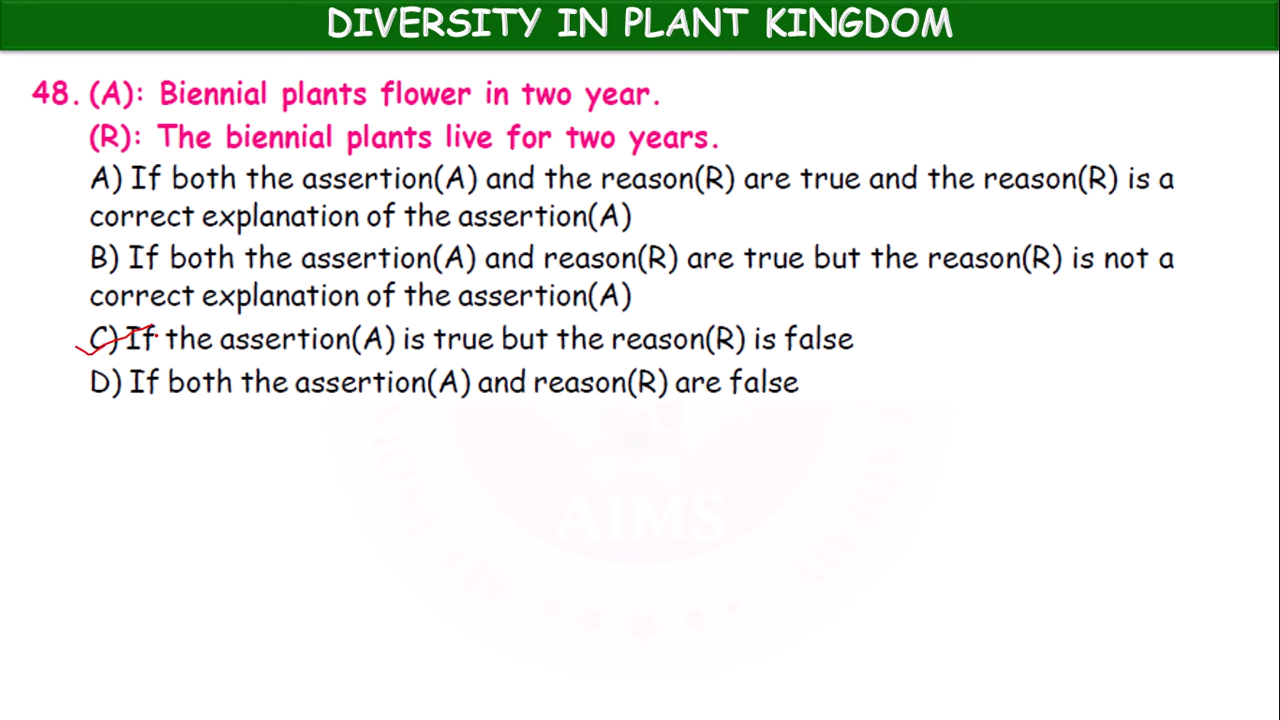 DIVERSITY IN PLANT KINGDOM
48. (A): Biennial plants flower in two year.
(R): The biennial plants live for two years.
A) If both the assertion(A) and the reason(R) are true and the reason(R) is a
correct explanation of the assertion(A)
B) If both the assertion(A) and reason(R) are true but the reason(R) is not a
correct explanation of the assertion(A)
C) If the assertion(A) is true but the reason(R) is false
D) If both the assertion(A) and reason(R) are false
AIMS